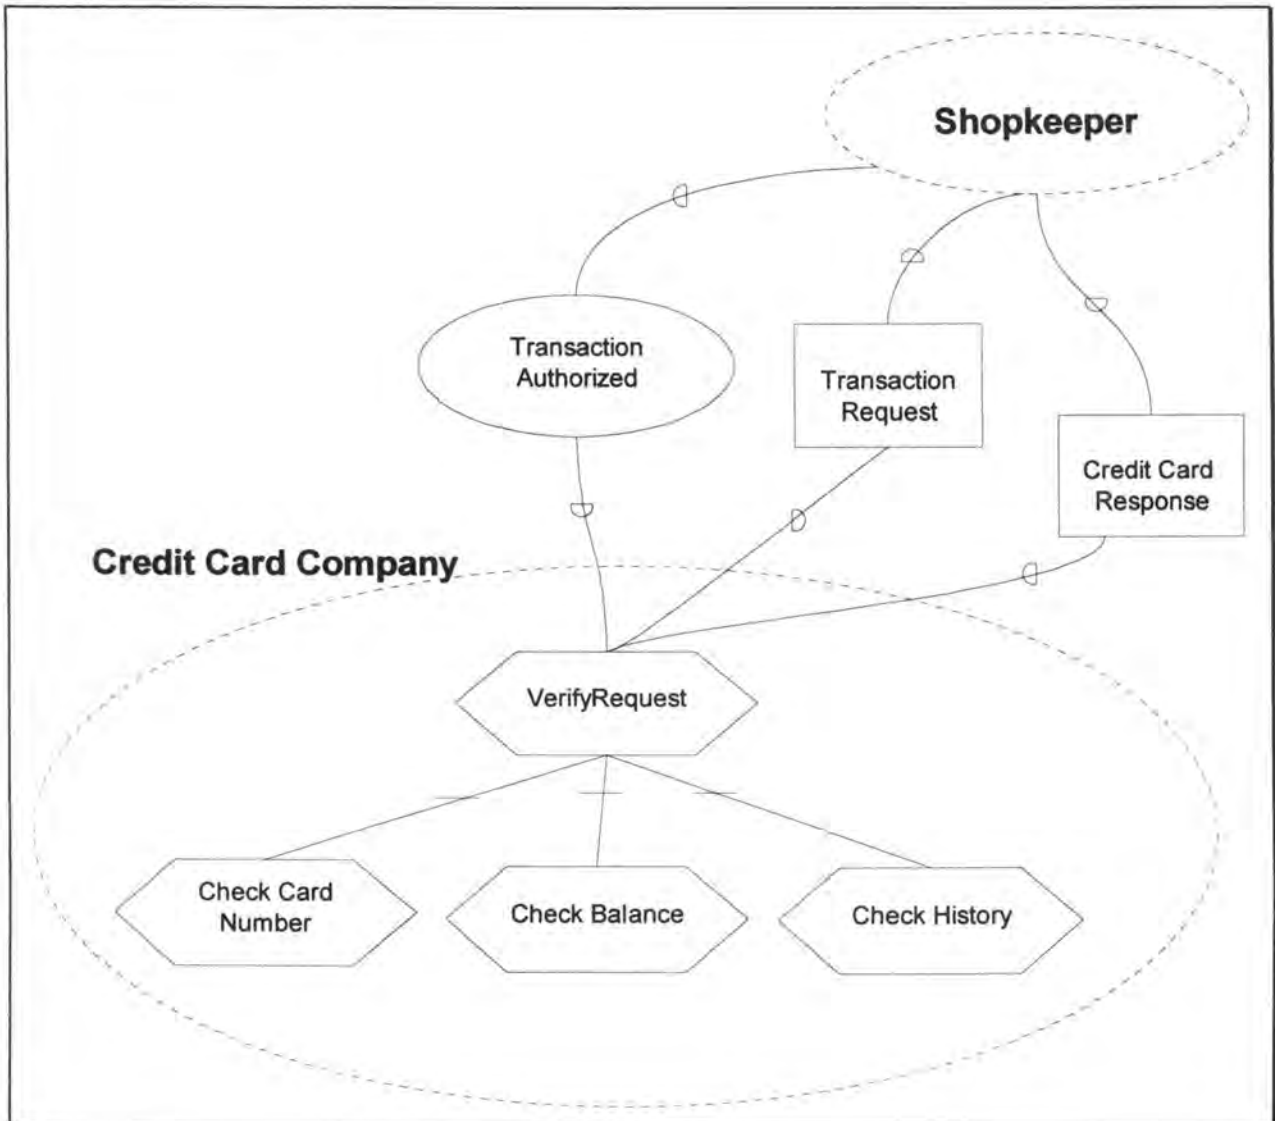 Shopkeeper
Transaction
Authorized
Transaction
Request
Credit Card
Response
Credit Card Company
VerifyRequest
Check Card
Number
Check Balance
Check History